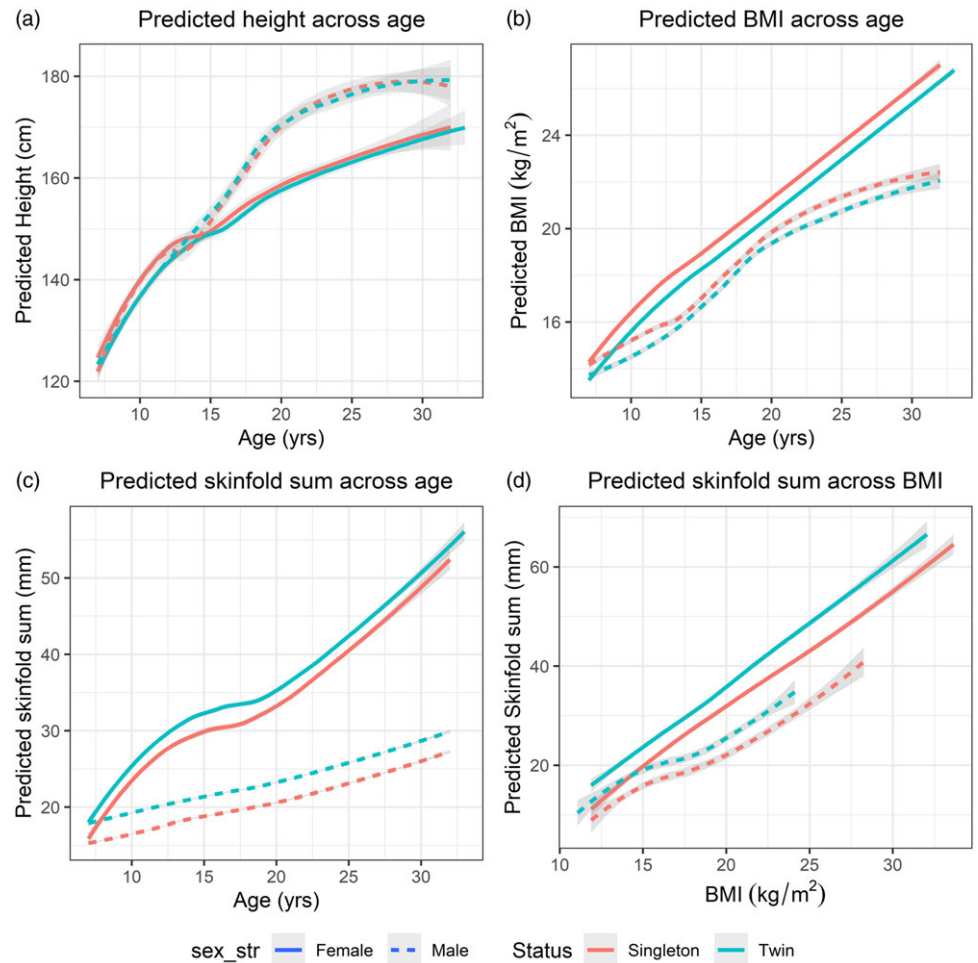 (a) Predicted height across age
180
160
140
120
Predicted Height (cm)
10 15 20 25 30
Age (yrs)
(b) Predicted BMI across age
24
20
16
Predicted BMI (kg/m²)
10 15 20 25 30
Age (yrs)
(c) Predicted skinfold sum across age
50
40
30
20
Predicted skinfold sum (mm)
10 15 20 25 30
Age (yrs)
(d) Predicted skinfold sum across BMI
60
40
20
Predicted Skinfold sum (mm)
10 15 20 25 30
BMI (kg/m²)
sex_str Female Male Status Singleton Twin